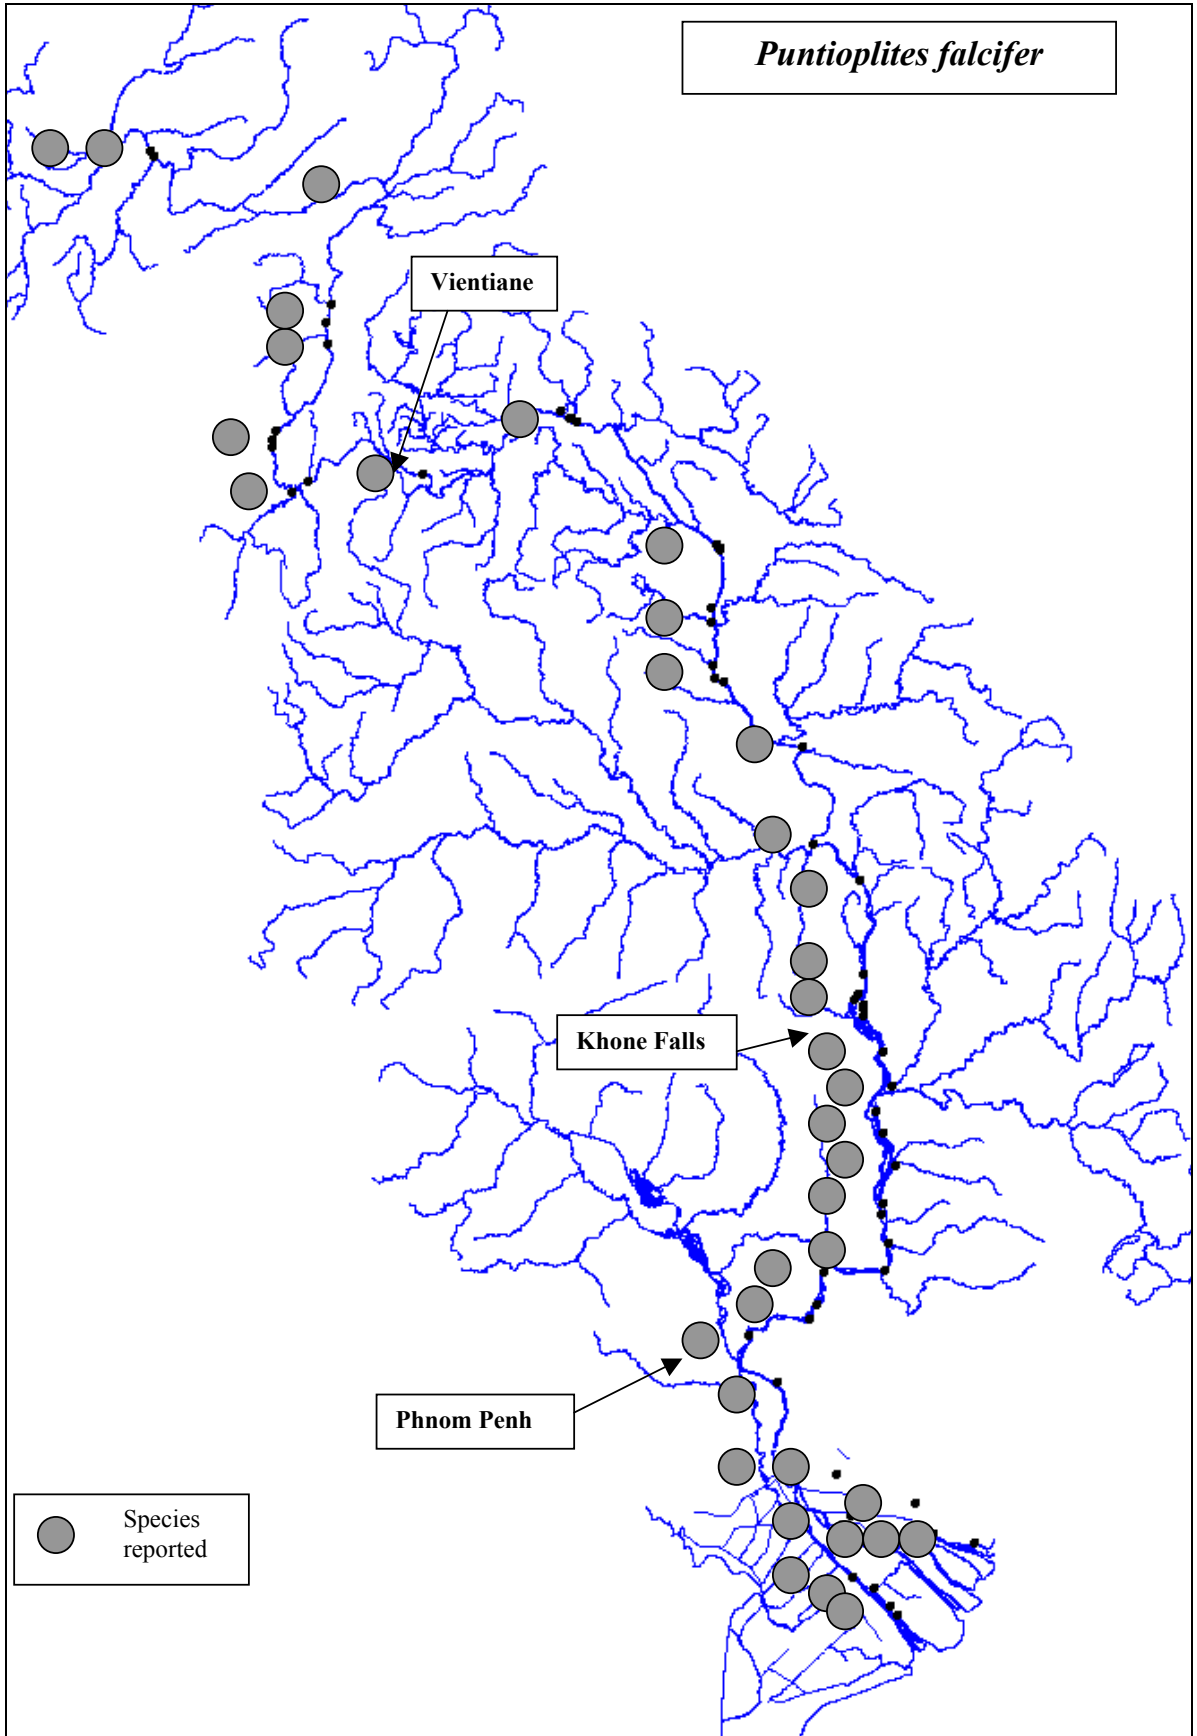 Puntioplites falcifer
Vientiane
Khone Falls
Phnom Penh
Species
reported